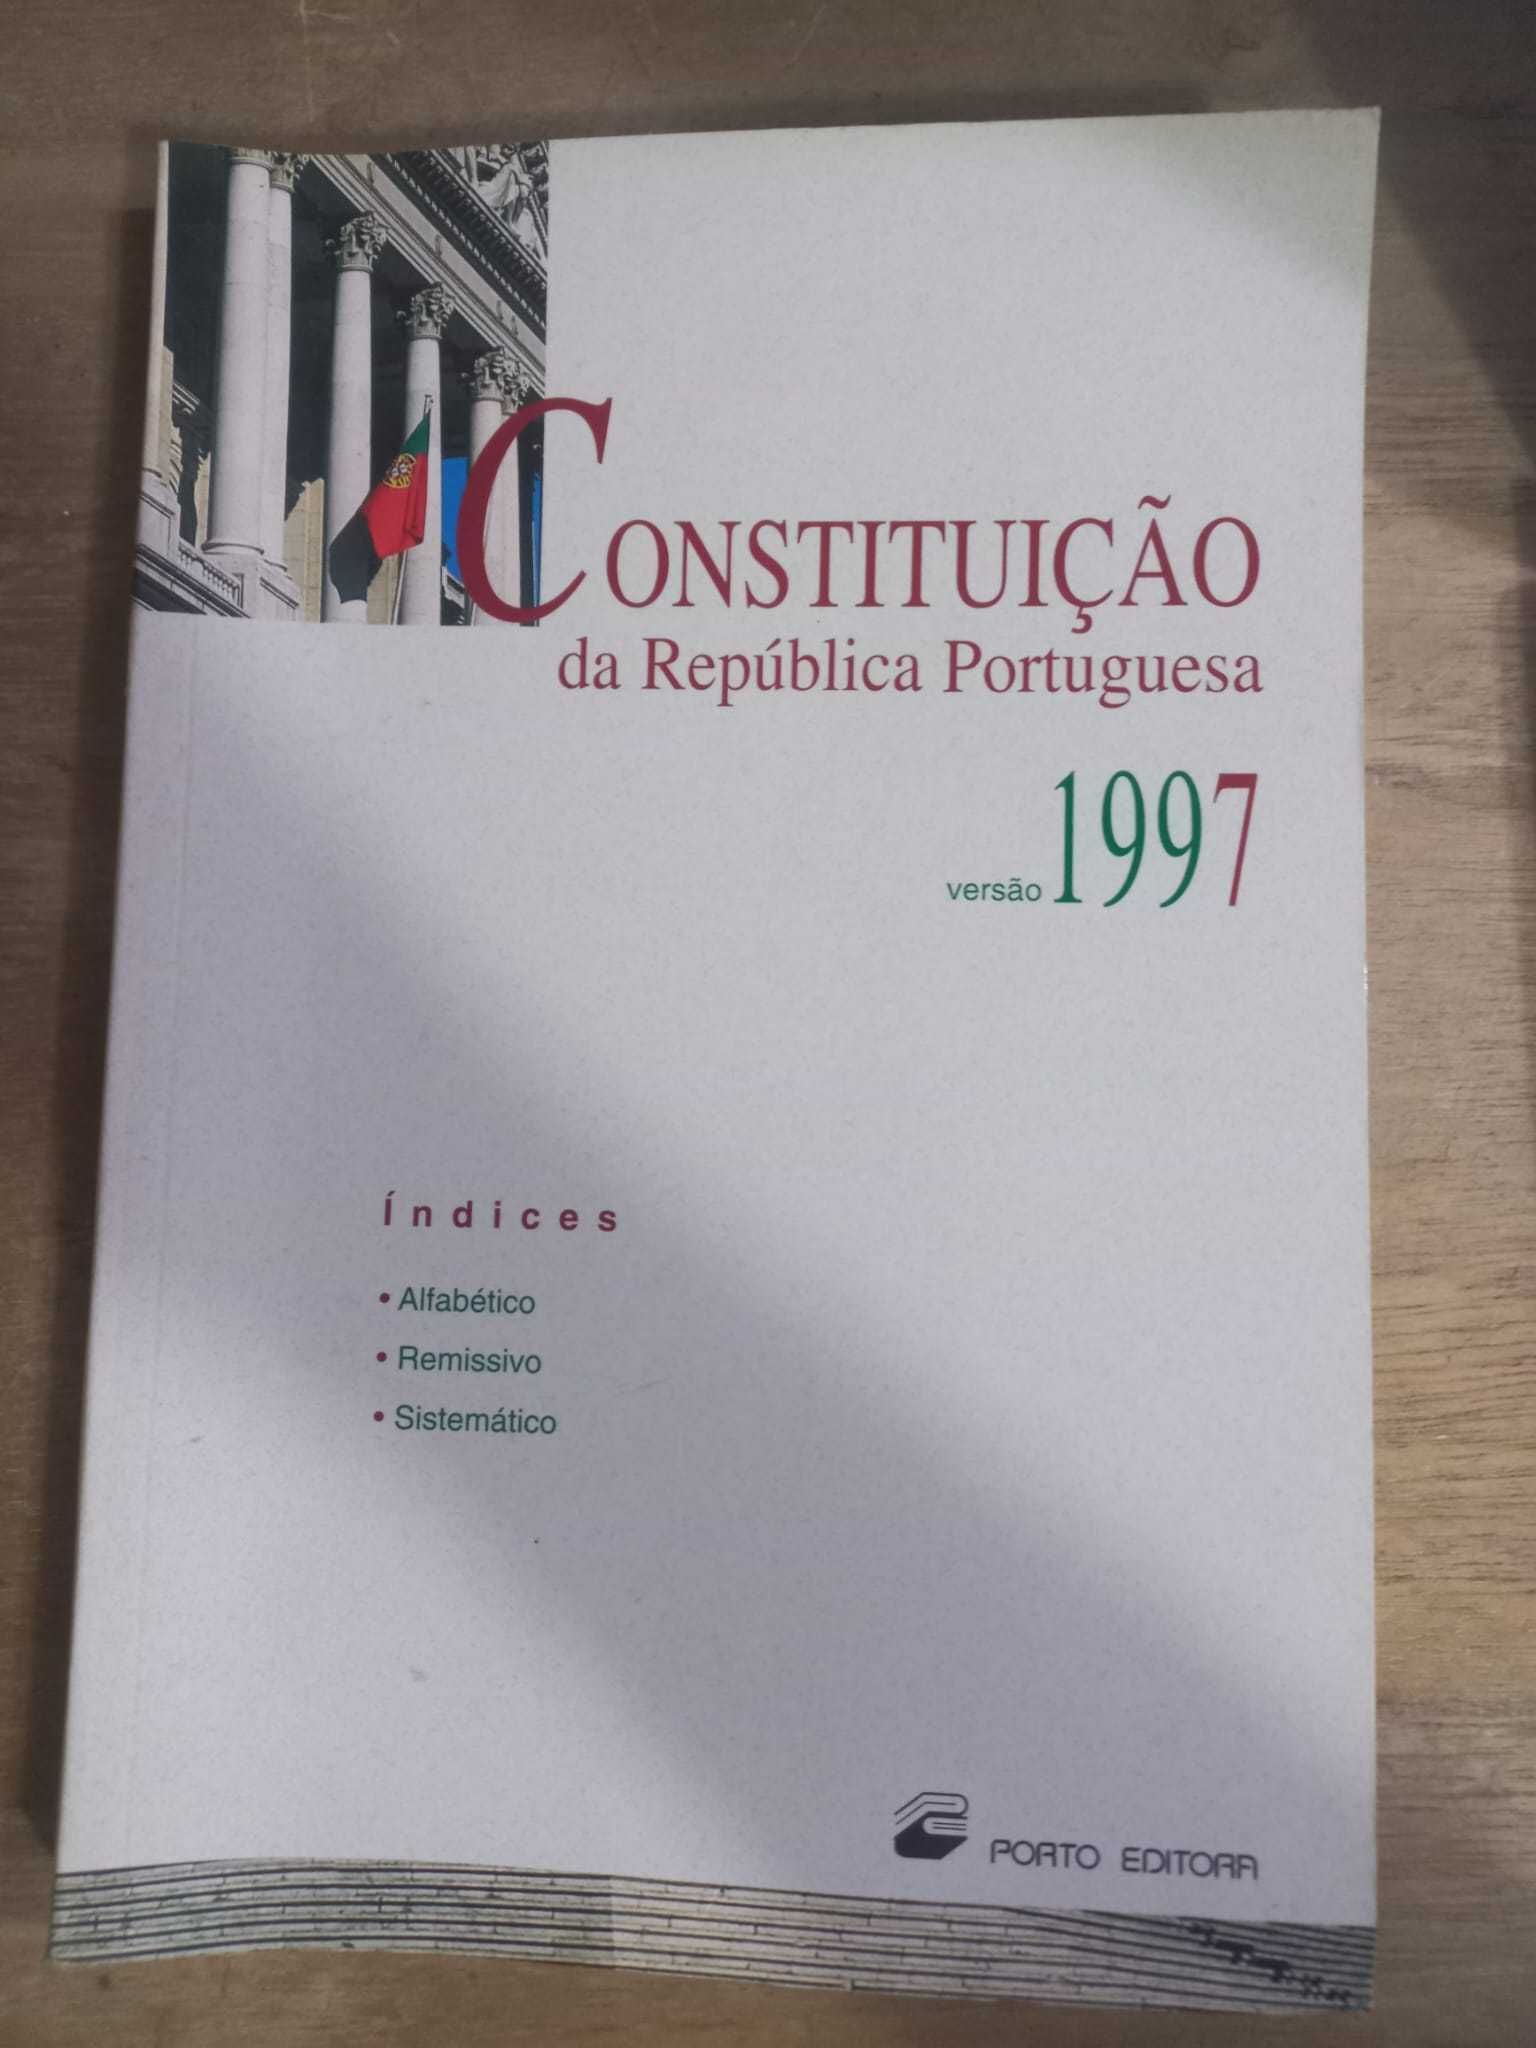 CONSTITUIÇÃO
da República Portuguesa
versão 1997
Índices
• Alfabético
• Remissivo
• Sistemático
PORTO EDITORA